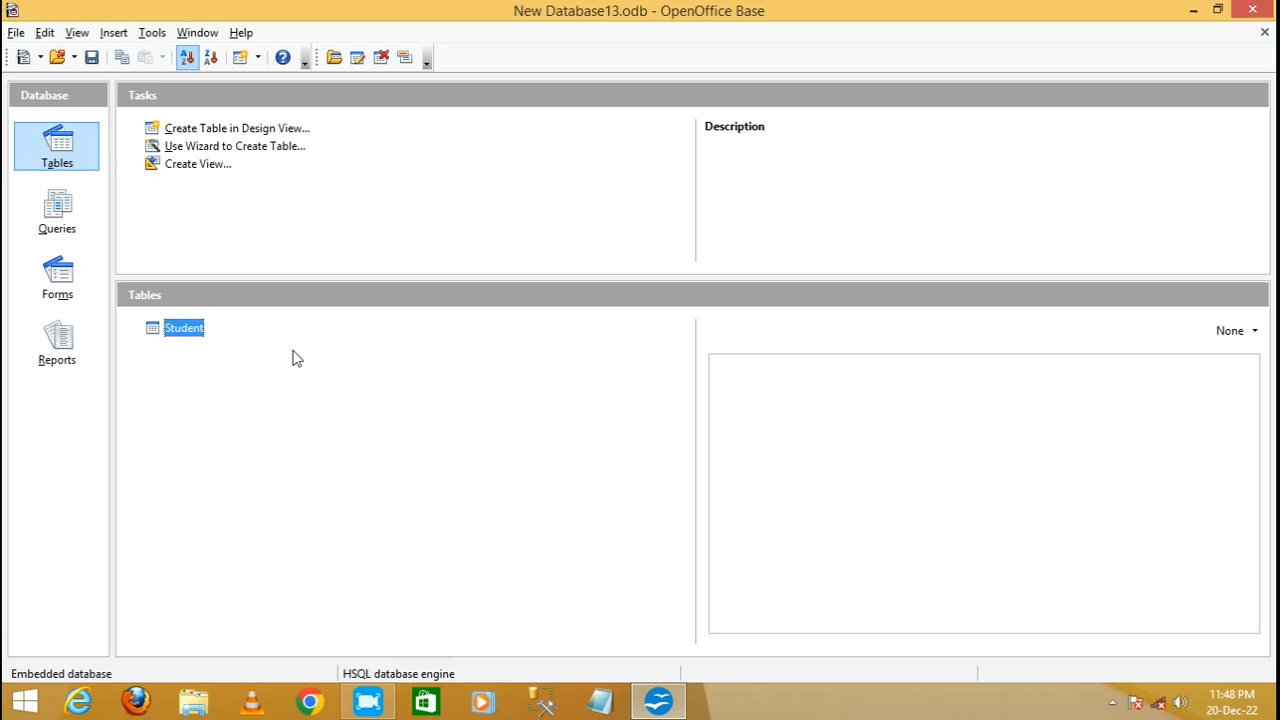 New Database13.odb - OpenOffice Base
File Edit View Insert Tools Window Help
Database
Tables
Queries
Forms
Reports
Tasks
Create Table in Design View...
Use Wizard to Create Table...
Create View...
Description
Tables
Student
None
Embedded database
HSQL database engine
11:48 PM
20-Dec-22